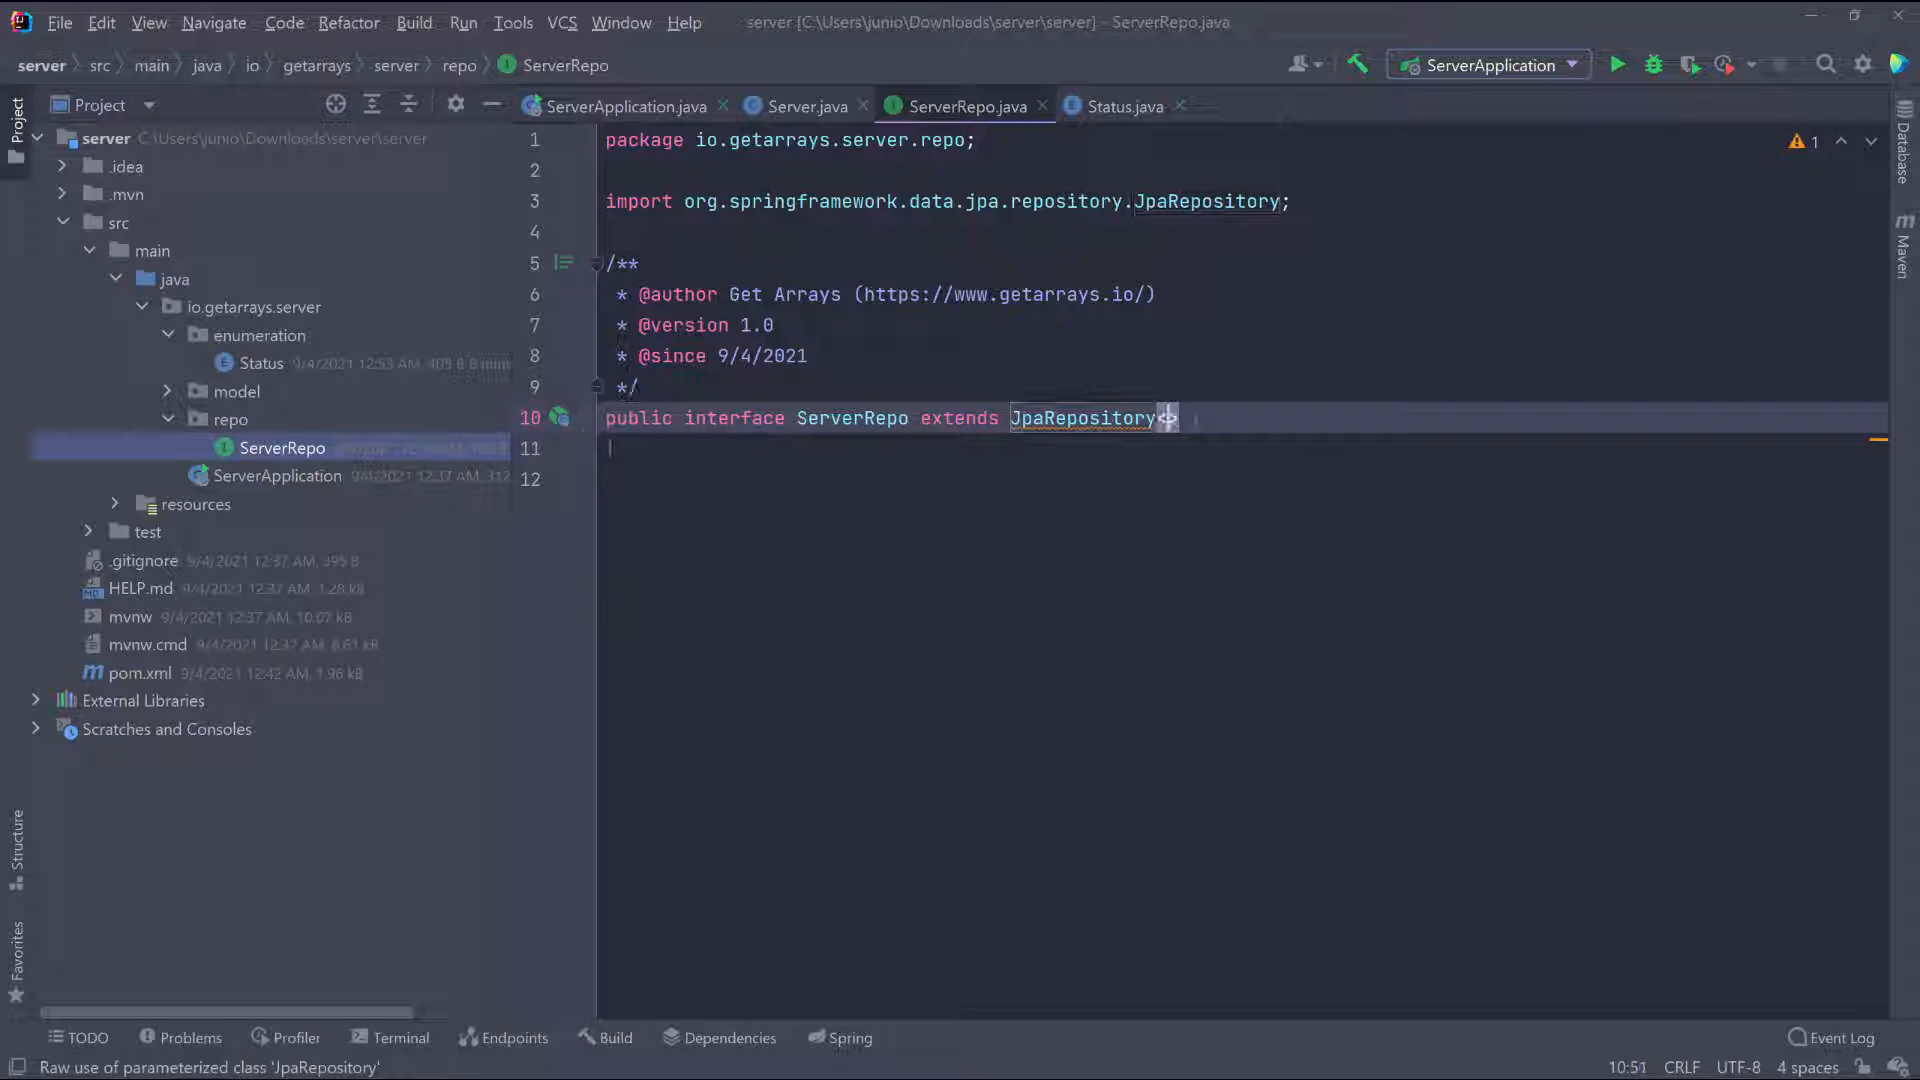 File Edit View Navigate Code Refactor Build Run Tools VCS Window Help server [C:\Users\junio\Downloads\server\server] - ServerRepo.java
server src main java io getarrays server repo ServerRepo ServerApplication
Project ServerApplication.java Server.java ServerRepo.java Status.java
Project
server C:\Users\junio\Downloads\server\server
.idea
.mvn
src
main
java
io.getarrays.server
enumeration
Status 9/4/2021 12:53 AM, 405 B
model
repo
ServerRepo
ServerApplication 9/4/2021 12:37 AM, 312
resources
test
.gitignore 9/4/2021 12:37 AM, 395 B
HELP.md 9/4/2021 12:37 AM, 1.28 kB
mvnw 9/4/2021 12:37 AM, 10.07 kB
mvnw.cmd 9/4/2021 12:37 AM, 6.61 kB
pom.xml 9/4/2021 12:42 AM, 1.96 kB
External Libraries
Scratches and Consoles
Structure
Favorites
1 package io.getarrays.server.repo;
2
3 import org.springframework.data.jpa.repository.JpaRepository;
4
5 /**
6 * @author Get Arrays (https://www.getarrays.io/)
7 * @version 1.0
8 * @since 9/4/2021
9 */
10 public interface ServerRepo extends JpaRepository<>
11
12
1
Database
Maven
TODO Problems Profiler Terminal Endpoints Build Dependencies Spring Event Log
Raw use of parameterized class 'JpaRepository' 10:51 CRLF UTF-8 4 spaces